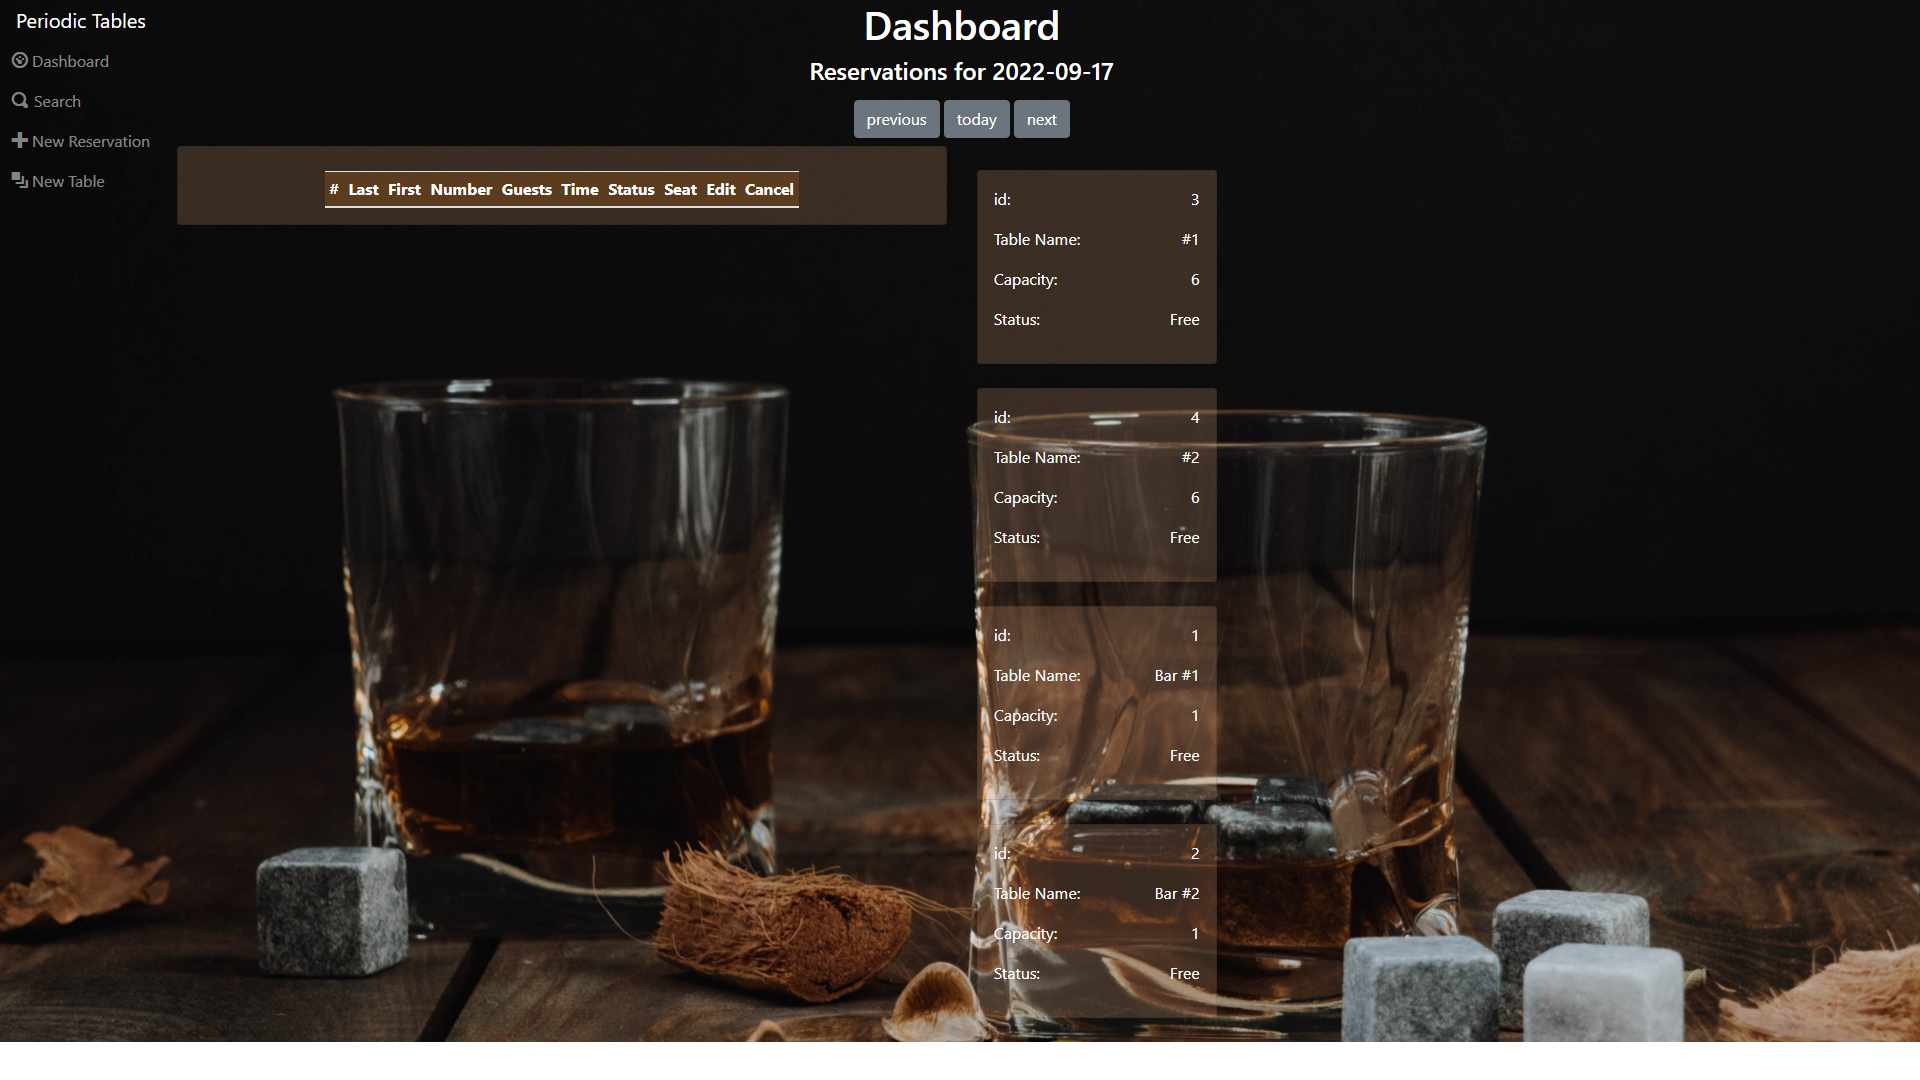 Periodic Tables
Dashboard
Search
New Reservation
New Table
Dashboard
Reservations for 2022-09-17
previous today next
# Last First Number Guests Time Status Seat Edit Cancel
id: 3
Table Name: #1
Capacity: 6
Status: Free
id: 4
Table Name: #2
Capacity: 6
Status: Free
id: 1
Table Name: Bar #1
Capacity: 1
Status: Free
id: 2
Table Name: Bar #2
Capacity: 1
Status: Free